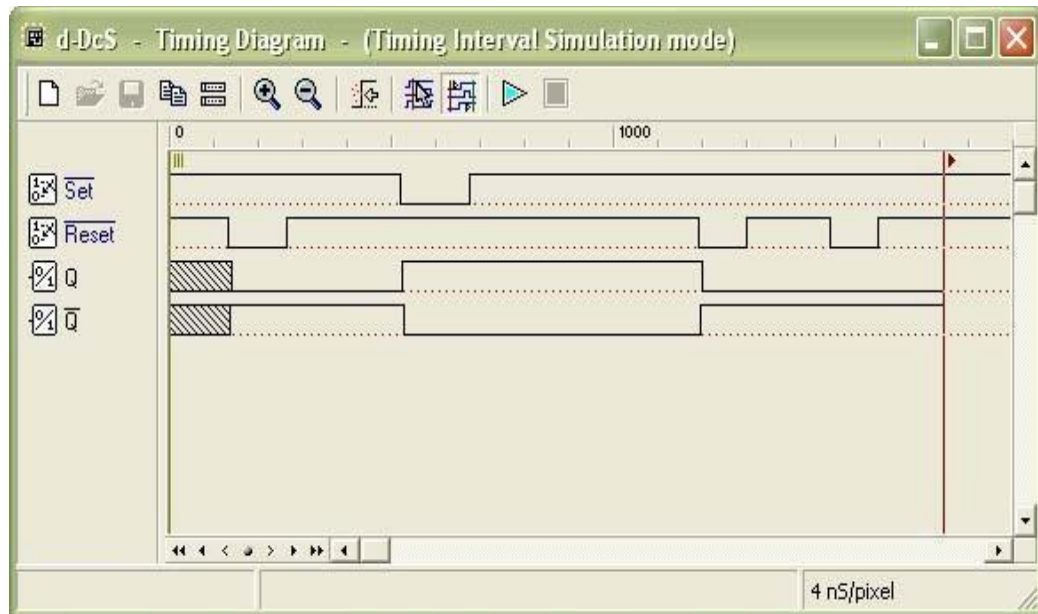 d-DcS - Timing Diagram - (Timing Interval Simulation mode)
0 1000
Set
Reset
Q
Q
4 nS/pixel